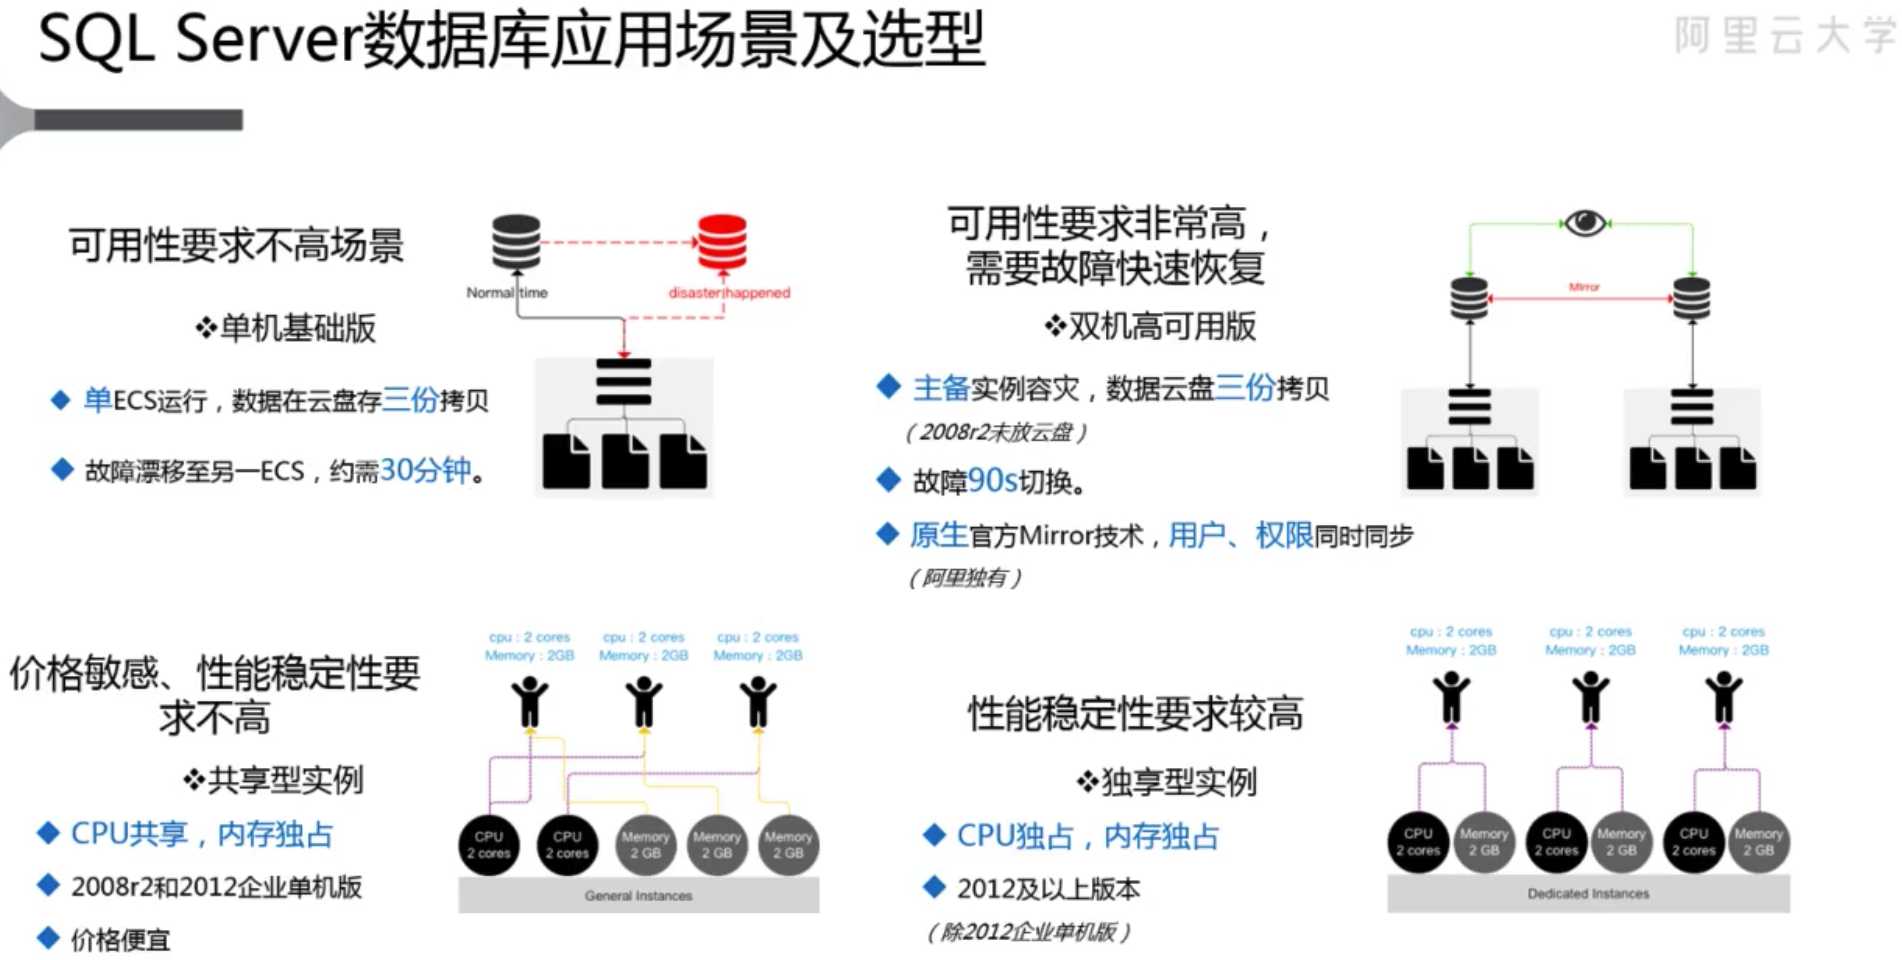 SQL Server数据库应用场景及选型
阿里云大学
可用性要求不高场景
❖单机基础版
◆ 单ECS运行，数据在云盘存三份拷贝
◆ 故障漂移至另一ECS，约需30分钟。
Normal time
disaster happened
可用性要求非常高，
需要故障快速恢复
❖双机高可用版
◆ 主备实例容灾，数据云盘三份拷贝
（2008r2未放云盘）
◆ 故障90s切换。
◆ 原生官方Mirror技术，用户、权限同时同步
（阿里独有）
Mirror
价格敏感、性能稳定性要
求不高
❖共享型实例
◆ CPU共享，内存独占
◆ 2008r2和2012企业单机版
◆ 价格便宜
cpu：2 cores
Memory：2GB
cpu：2 cores
Memory：2GB
cpu：2 cores
Memory：2GB
CPU
2 cores
CPU
2 cores
Memory
2 GB
Memory
2 GB
Memory
2 GB
General Instances
性能稳定性要求较高
❖独享型实例
◆ CPU独占，内存独占
◆ 2012及以上版本
（除2012企业单机版）
cpu：2 cores
Memory：2GB
cpu：2 cores
Memory：2GB
cpu：2 cores
Memory：2GB
CPU
2 cores
Memory
2 GB
CPU
2 cores
Memory
2 GB
CPU
2 cores
Memory
2 GB
Dedicated Instances